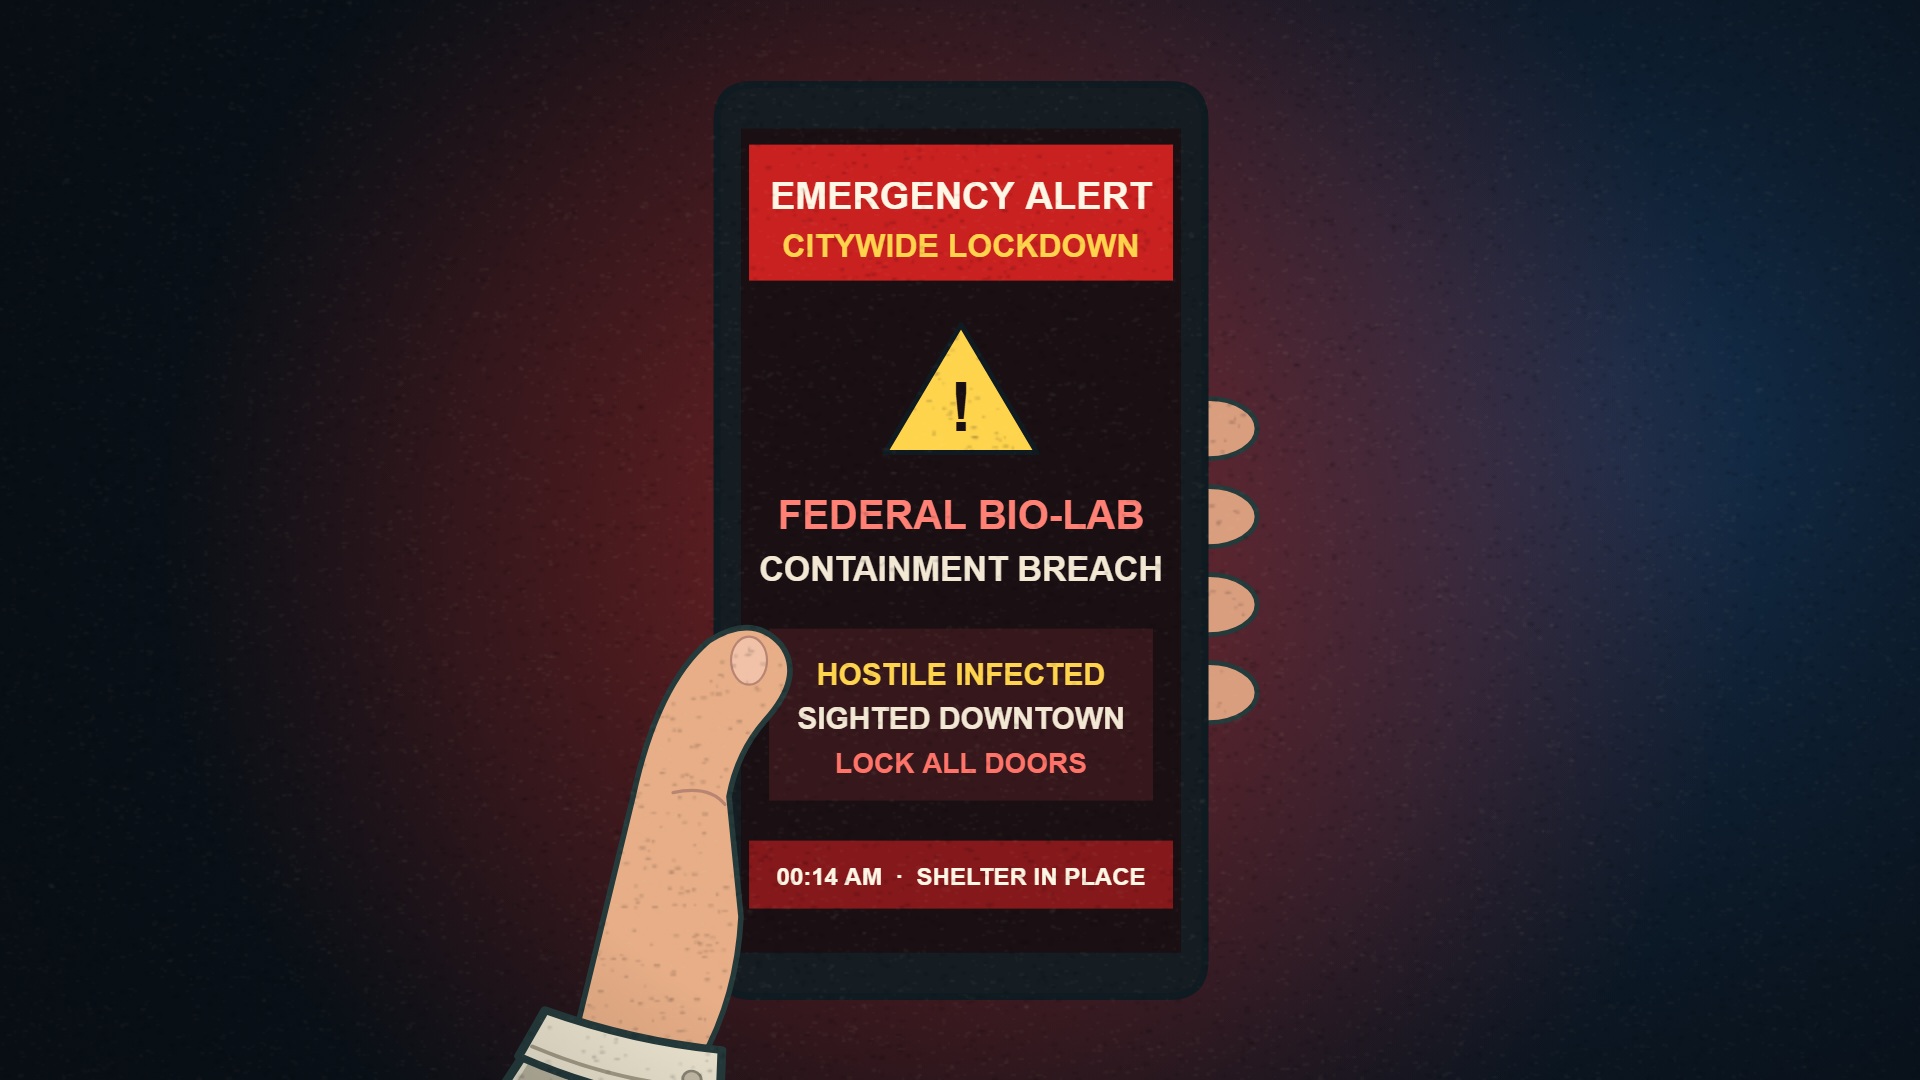 EMERGENCY ALERT
CITYWIDE LOCKDOWN
!
FEDERAL BIO-LAB
CONTAINMENT BREACH
HOSTILE INFECTED
SIGHTED DOWNTOWN
LOCK ALL DOORS
00:14 AM · SHELTER IN PLACE